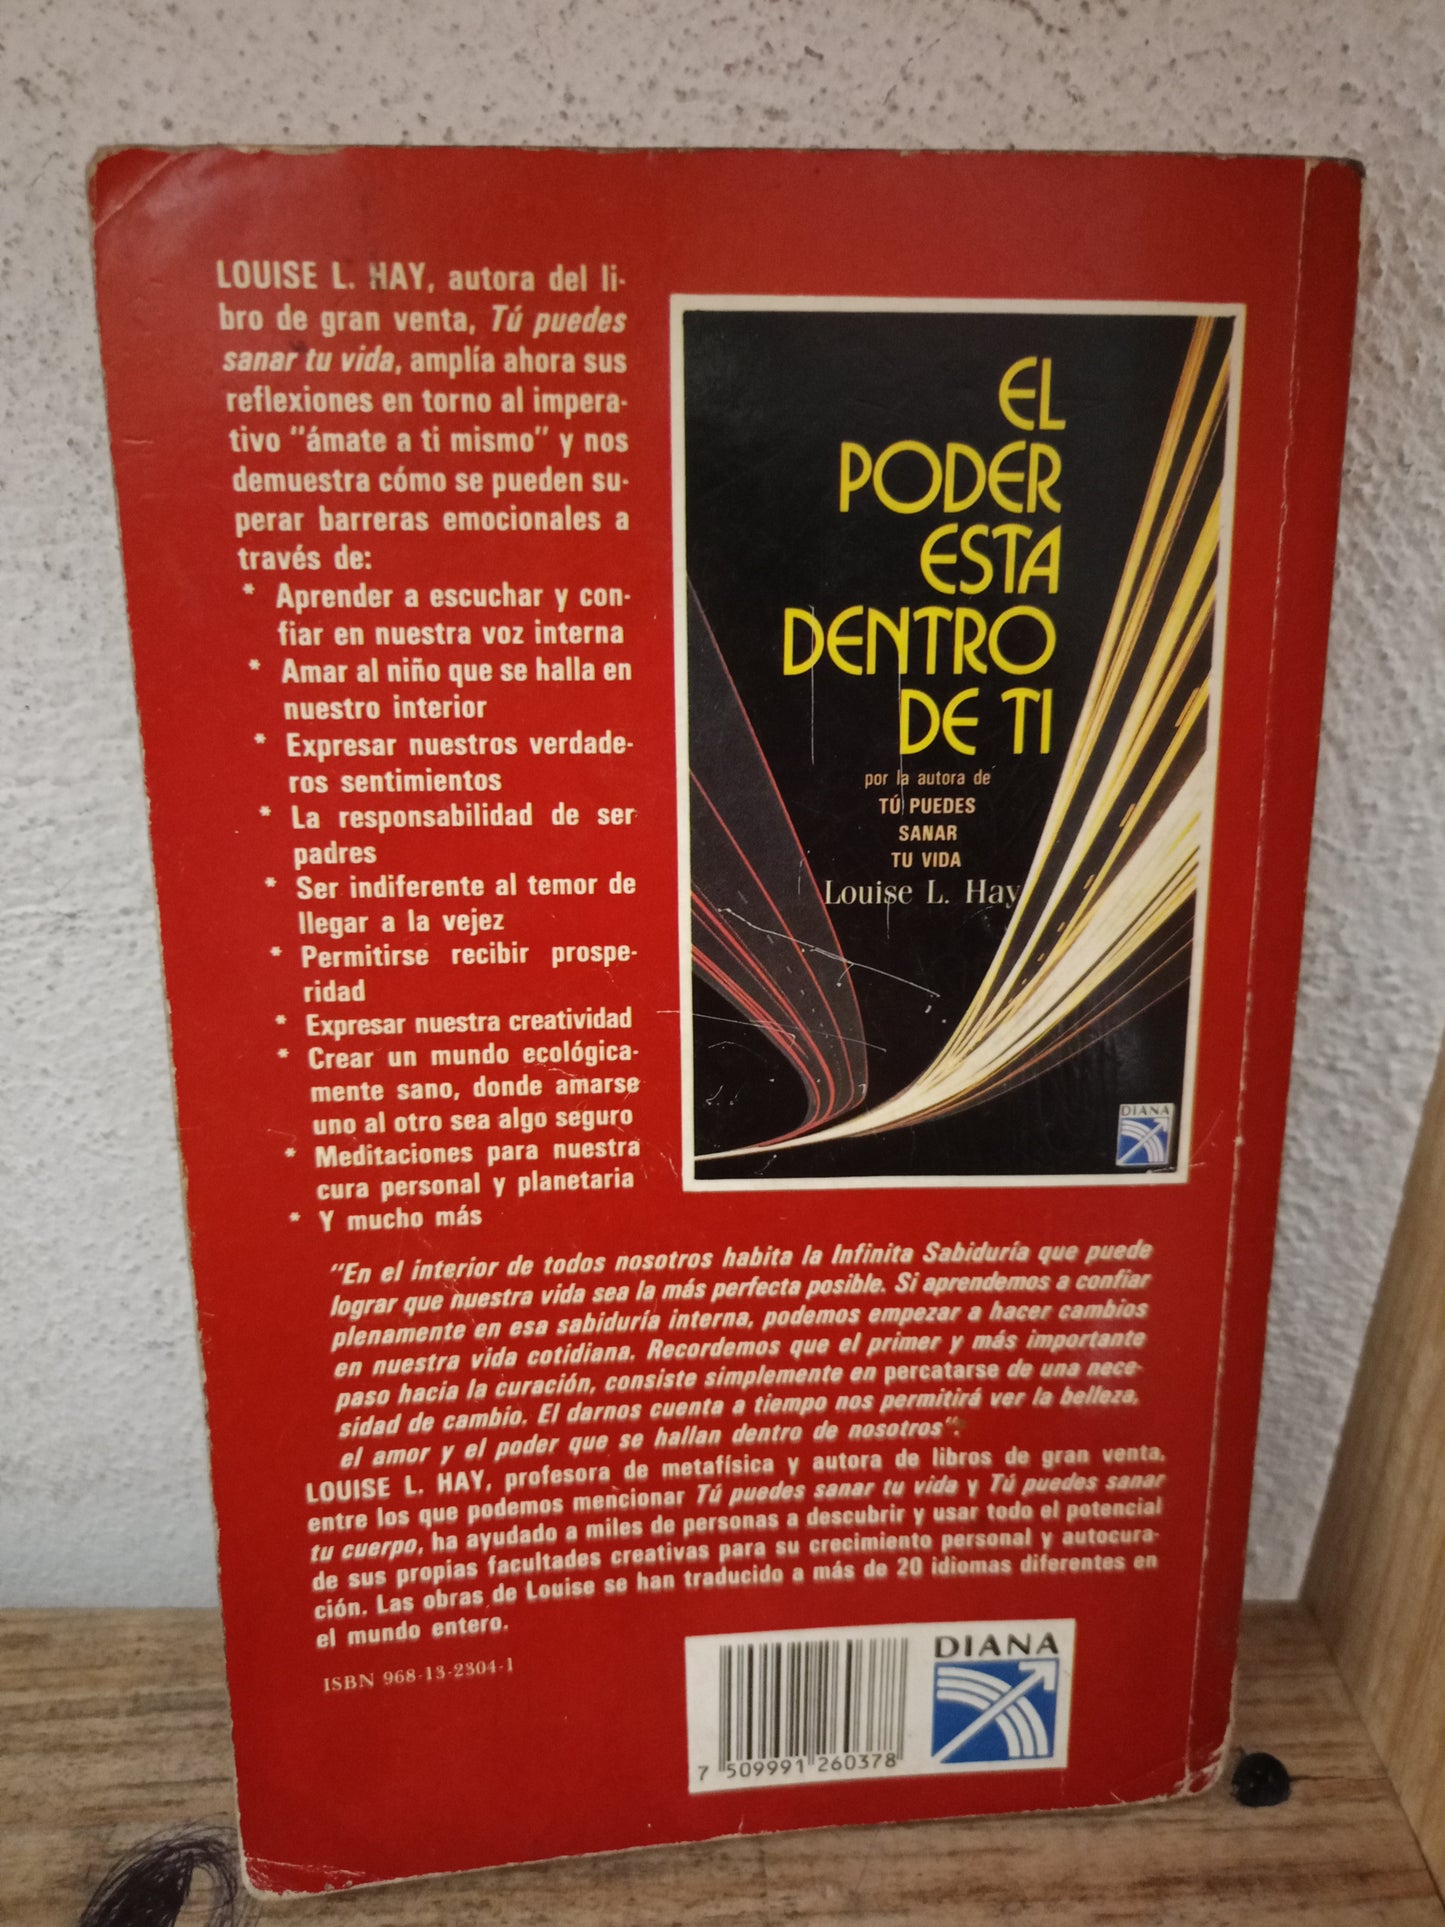 LOUISE L. HAY, autora del li-
bro de gran venta, Tú puedes
sanar tu vida, amplía ahora sus
reflexiones en torno al impera-
tivo "ámate a ti mismo" y nos
demuestra cómo se pueden su-
perar barreras emocionales a
través de:
* Aprender a escuchar y con-
fiar en nuestra voz interna
* Amar al niño que se halla en
nuestro interior
* Expresar nuestros verdade-
ros sentimientos
* La responsabilidad de ser
padres
* Ser indiferente al temor de
llegar a la vejez
* Permitirse recibir prospe-
ridad
* Expresar nuestra creatividad
* Crear un mundo ecológica-
mente sano, donde amarse
uno al otro sea algo seguro
* Meditaciones para nuestra
cura personal y planetaria
* Y mucho más
EL
PODER
ESTA
DENTRO
DE TI
por la autora de
TÚ PUEDES
SANAR
TU VIDA
Louise L. Hay
DIANA
"En el interior de todos nosotros habita la Infinita Sabiduría que puede
lograr que nuestra vida sea la más perfecta posible. Si aprendemos a confiar
plenamente en esa sabiduría interna, podemos empezar a hacer cambios
en nuestra vida cotidiana. Recordemos que el primer y más importante
paso hacia la curación, consiste simplemente en percatarse de una nece-
sidad de cambio. El darnos cuenta a tiempo nos permitirá ver la belleza,
el amor y el poder que se hallan dentro de nosotros".
LOUISE L. HAY, profesora de metafísica y autora de libros de gran venta,
entre los que podemos mencionar Tú puedes sanar tu vida y Tú puedes sanar
tu cuerpo, ha ayudado a miles de personas a descubrir y usar todo el potencial
de sus propias facultades creativas para su crecimiento personal y autocura-
ción. Las obras de Louise se han traducido a más de 20 idiomas diferentes en
el mundo entero.
ISBN 968-13-2304-1
7 509991 260378
DIANA